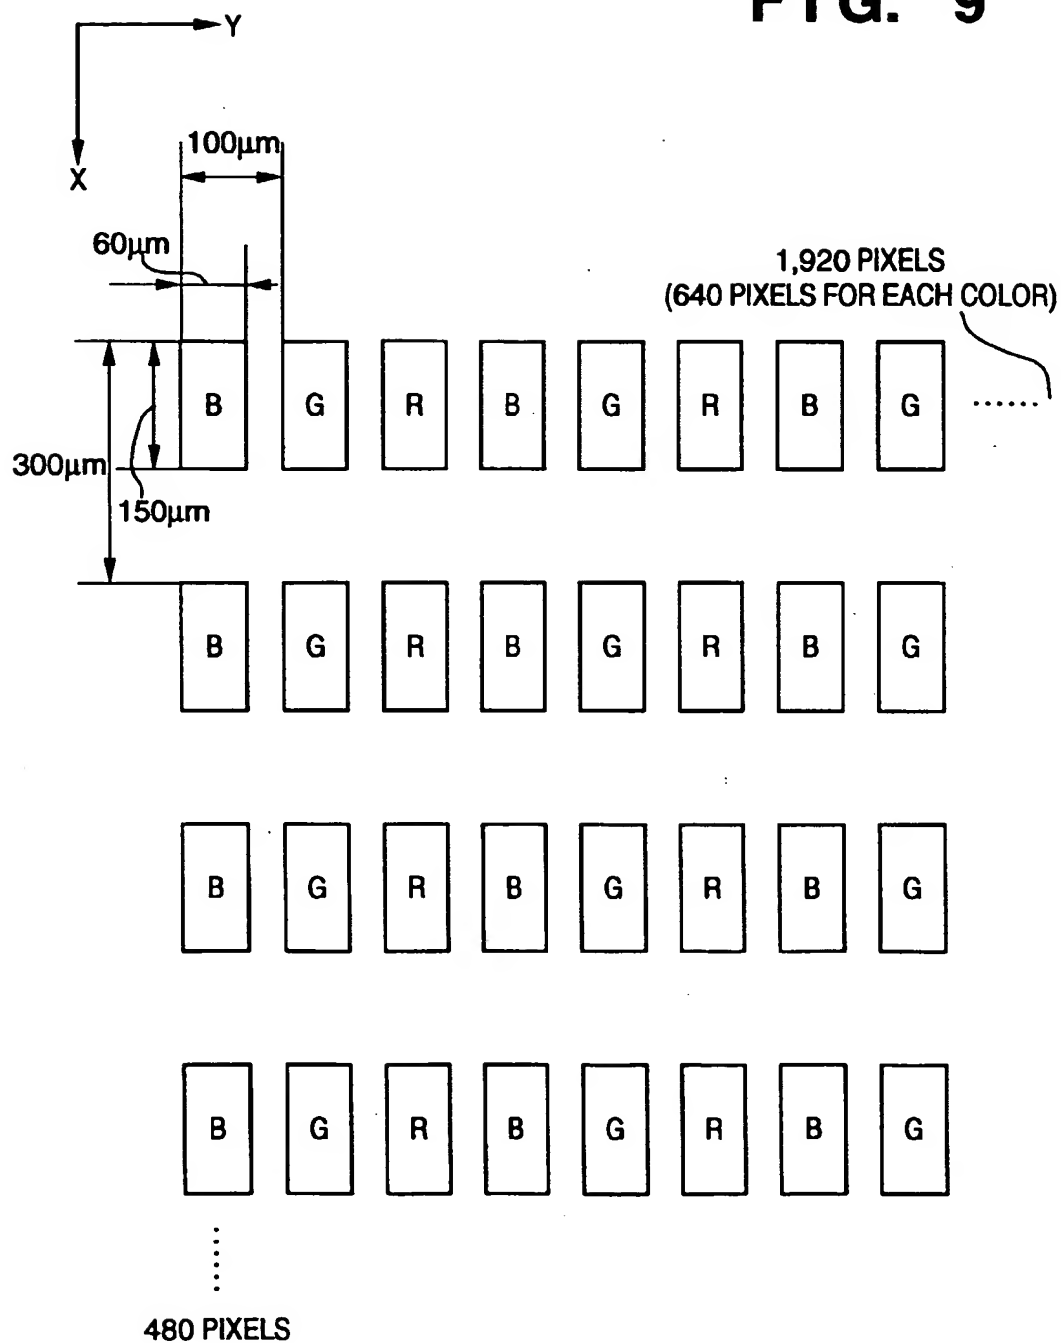 FIG. 9
Y
X
100µm
60µm
1,920 PIXELS
(640 PIXELS FOR EACH COLOR)
B G R B G R B G ......
300µm
150µm
B G R B G R B G
B G R B G R B G
B G R B G R B G
480 PIXELS